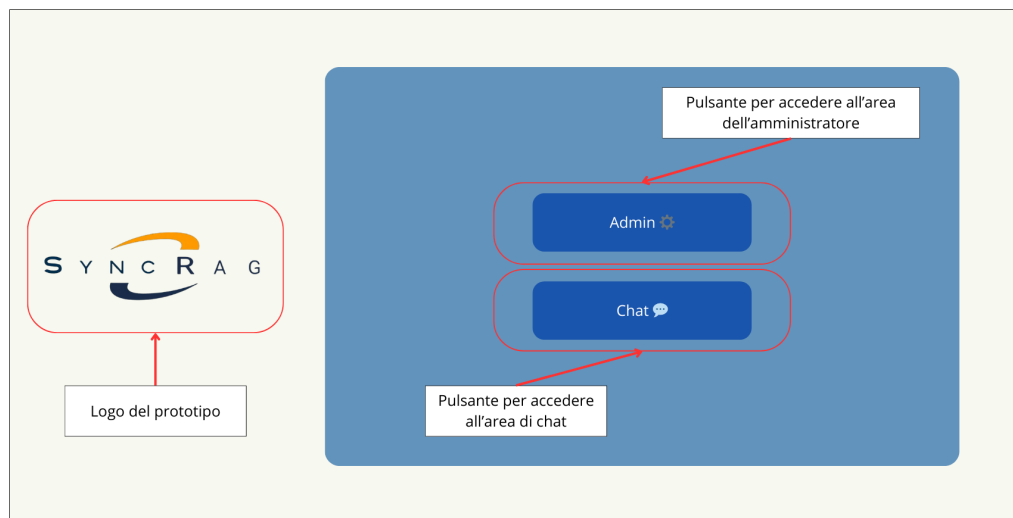 Pulsante per accedere all'area
dell'amministratore
Admin ⚙
SYNCRAG
Chat 💬
Logo del prototipo
Pulsante per accedere
all'area di chat